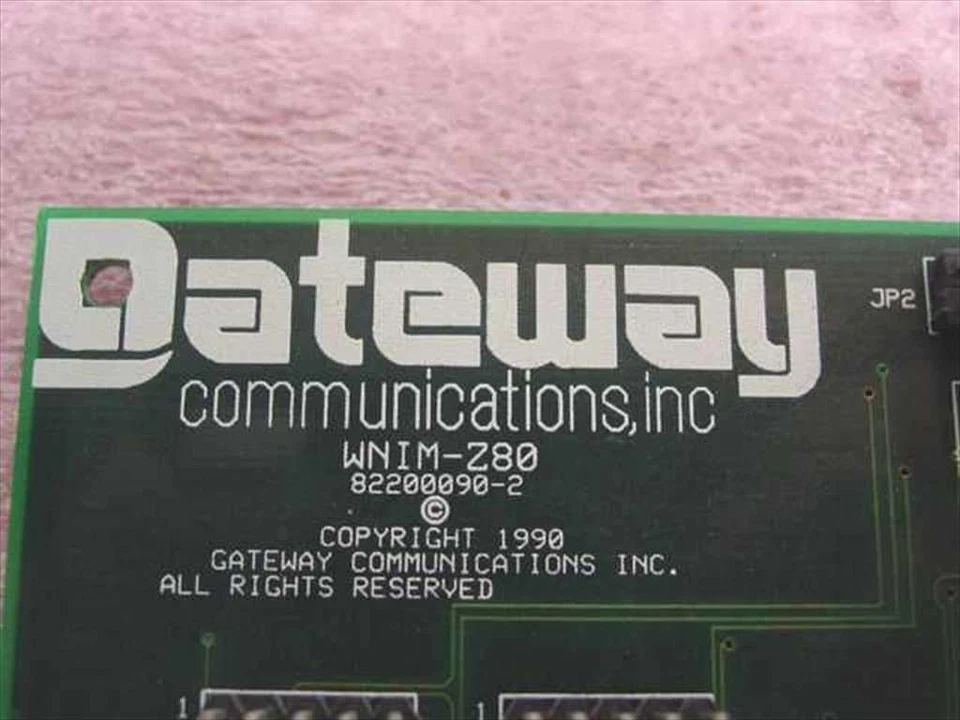 gateway
communications,inc
JP2
WNIM-Z80
82200090-2
©
COPYRIGHT 1990
GATEWAY COMMUNICATIONS INC.
ALL RIGHTS RESERVED
1
1